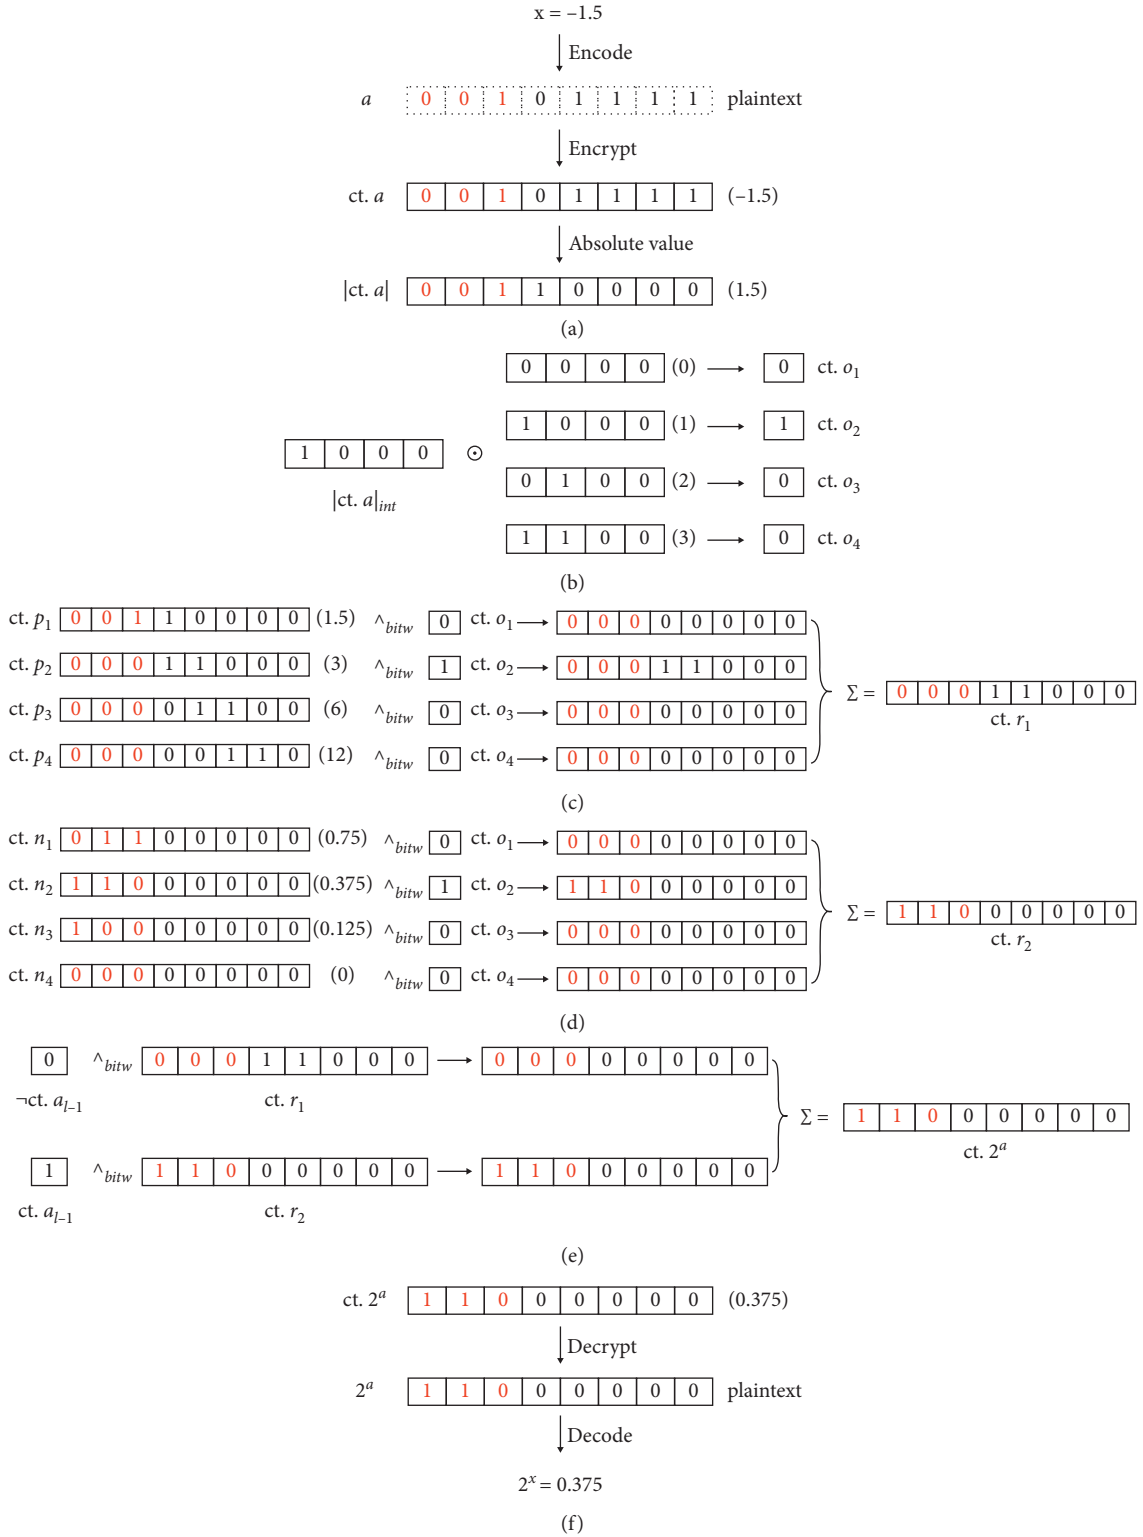 x = –1.5
Encode
a 0 0 1 0 1 1 1 1 plaintext
Encrypt
ct. a 0 0 1 0 1 1 1 1 (–1.5)
Absolute value
|ct. a| 0 0 1 1 0 0 0 0 (1.5)
(a)
0 0 0 0 (0) 0 ct. o1
1 0 0 0 (1) 1 ct. o2
1 0 0 0 ⊙
0 1 0 0 (2) 0 ct. o3
|ct. a|int
1 1 0 0 (3) 0 ct. o4
(b)
ct. p1 0 0 1 1 0 0 0 0 (1.5) ^bitw 0 ct. o1 0 0 0 0 0 0 0 0
ct. p2 0 0 0 1 1 0 0 0 (3) ^bitw 1 ct. o2 0 0 0 1 1 0 0 0
Σ = 0 0 0 1 1 0 0 0
ct. r1
ct. p3 0 0 0 0 1 1 0 0 (6) ^bitw 0 ct. o3 0 0 0 0 0 0 0 0
ct. p4 0 0 0 0 0 1 1 0 (12) ^bitw 0 ct. o4 0 0 0 0 0 0 0 0
(c)
ct. n1 0 1 1 0 0 0 0 0 (0.75) ^bitw 0 ct. o1 0 0 0 0 0 0 0 0
ct. n2 1 1 0 0 0 0 0 0 (0.375) ^bitw 1 ct. o2 1 1 0 0 0 0 0 0
Σ = 1 1 0 0 0 0 0 0
ct. r2
ct. n3 1 0 0 0 0 0 0 0 (0.125) ^bitw 0 ct. o3 0 0 0 0 0 0 0 0
ct. n4 0 0 0 0 0 0 0 0 (0) ^bitw 0 ct. o4 0 0 0 0 0 0 0 0
(d)
0 ^bitw 0 0 0 1 1 0 0 0 0 0 0 0 0 0 0 0
¬ct. al–1 ct. r1
Σ = 1 1 0 0 0 0 0 0
ct. 2a
1 ^bitw 1 1 0 0 0 0 0 0 1 1 0 0 0 0 0 0
ct. al–1 ct. r2
(e)
ct. 2a 1 1 0 0 0 0 0 0 (0.375)
Decrypt
2a 1 1 0 0 0 0 0 0 plaintext
Decode
2x = 0.375
(f)